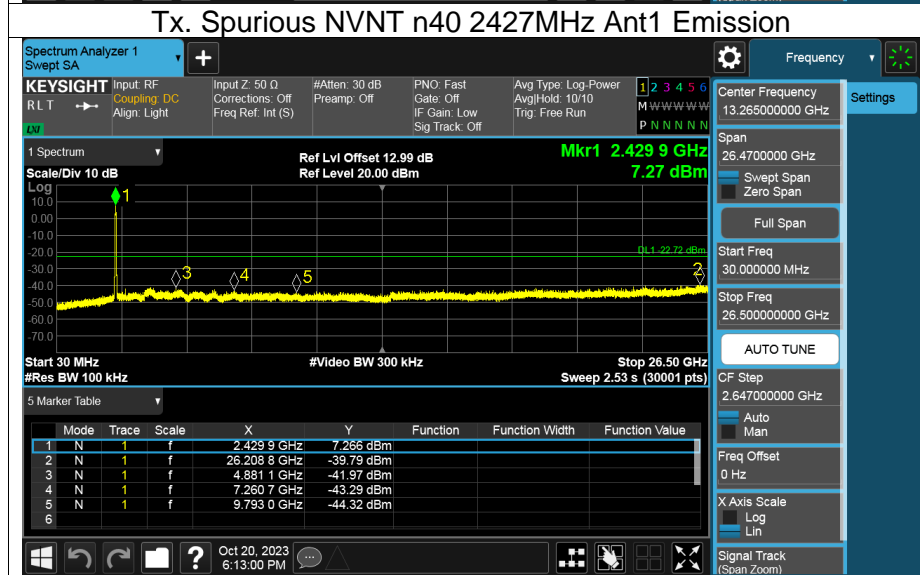 Tx. Spurious NVNT n40 2427MHz Ant1 Emission
Spectrum Analyzer 1
Swept SA
+
Frequency
KEYSIGHT
R L T
LXI
Input: RF
Coupling: DC
Align: Light
Input Z: 50 Ω
Corrections: Off
Freq Ref: Int (S)
#Atten: 30 dB
Preamp: Off
PNO: Fast
Gate: Off
IF Gain: Low
Sig Track: Off
Avg Type: Log-Power
Avg|Hold: 10/10
Trig: Free Run
1 2 3 4 5 6
M W W W W W
P N N N N N
Center Frequency
13.265000000 GHz
Settings
Span
26.4700000 GHz
Swept Span
Zero Span
Full Span
Start Freq
30.000000 MHz
Stop Freq
26.500000000 GHz
AUTO TUNE
CF Step
2.647000000 GHz
Auto
Man
Freq Offset
0 Hz
X Axis Scale
Log
Lin
Signal Track
(Span Zoom)
1 Spectrum
Scale/Div 10 dB
Ref Lvl Offset 12.99 dB
Ref Level 20.00 dBm
Mkr1 2.429 9 GHz
7.27 dBm
Log
10.0
0.00
-10.0
-20.0
-30.0
-40.0
-50.0
-60.0
-70.0
1
DL1 -22.72 dBm
3
4
5
2
Start 30 MHz
#Res BW 100 kHz
#Video BW 300 kHz
Stop 26.50 GHz
Sweep 2.53 s (30001 pts)
5 Marker Table
Mode Trace Scale X Y Function Function Width Function Value
1 N 1 f 2.429 9 GHz 7.266 dBm
2 N 1 f 26.208 8 GHz -39.79 dBm
3 N 1 f 4.881 1 GHz -41.97 dBm
4 N 1 f 7.260 7 GHz -43.29 dBm
5 N 1 f 9.793 0 GHz -44.32 dBm
6
?
Oct 20, 2023
6:13:00 PM